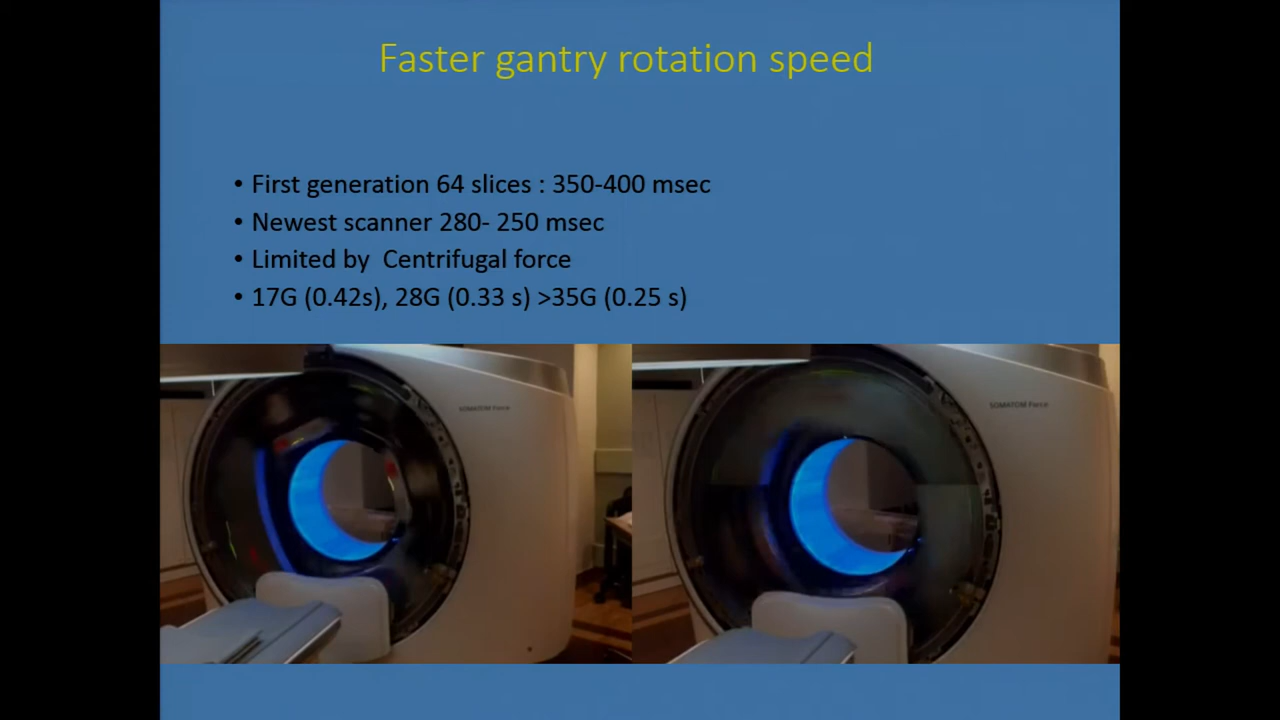 Faster gantry rotation speed
• First generation 64 slices : 350-400 msec
• Newest scanner 280- 250 msec
• Limited by  Centrifugal force
• 17G (0.42s), 28G (0.33 s) >35G (0.25 s)
SOMATOM Force
SOMATOM Force